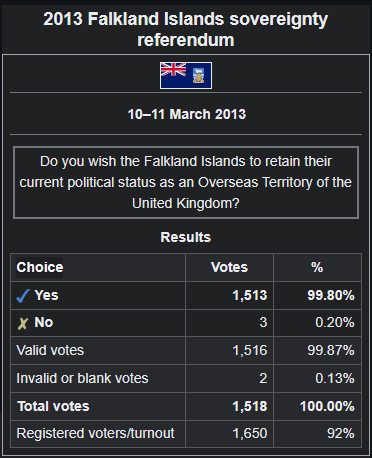 2013 Falkland Islands sovereignty
referendum
10–11 March 2013
Do you wish the Falkland Islands to retain their
current political status as an Overseas Territory of the
United Kingdom?
Results
Choice Votes %
Yes 1,513 99.80%
No 3 0.20%
Valid votes 1,516 99.87%
Invalid or blank votes 2 0.13%
Total votes 1,518 100.00%
Registered voters/turnout 1,650 92%